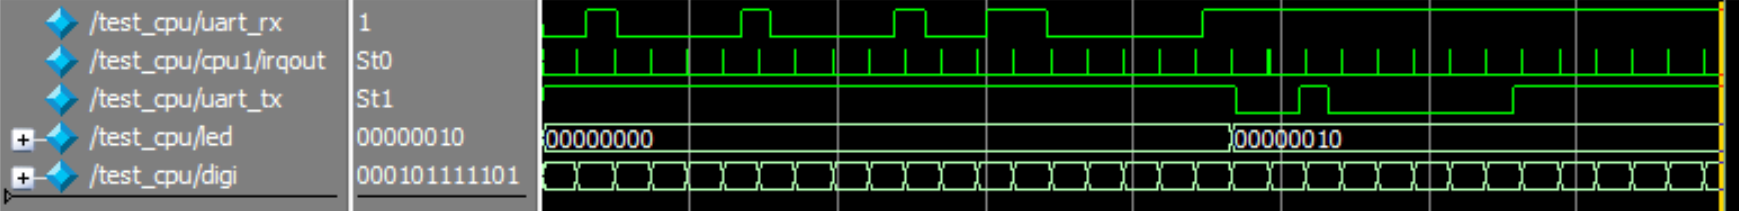 /test_cpu/uart_rx 1
/test_cpu/cpu1/irqout St0
/test_cpu/uart_tx St1
/test_cpu/led 00000010 00000000 00000010
/test_cpu/digi 000101111101